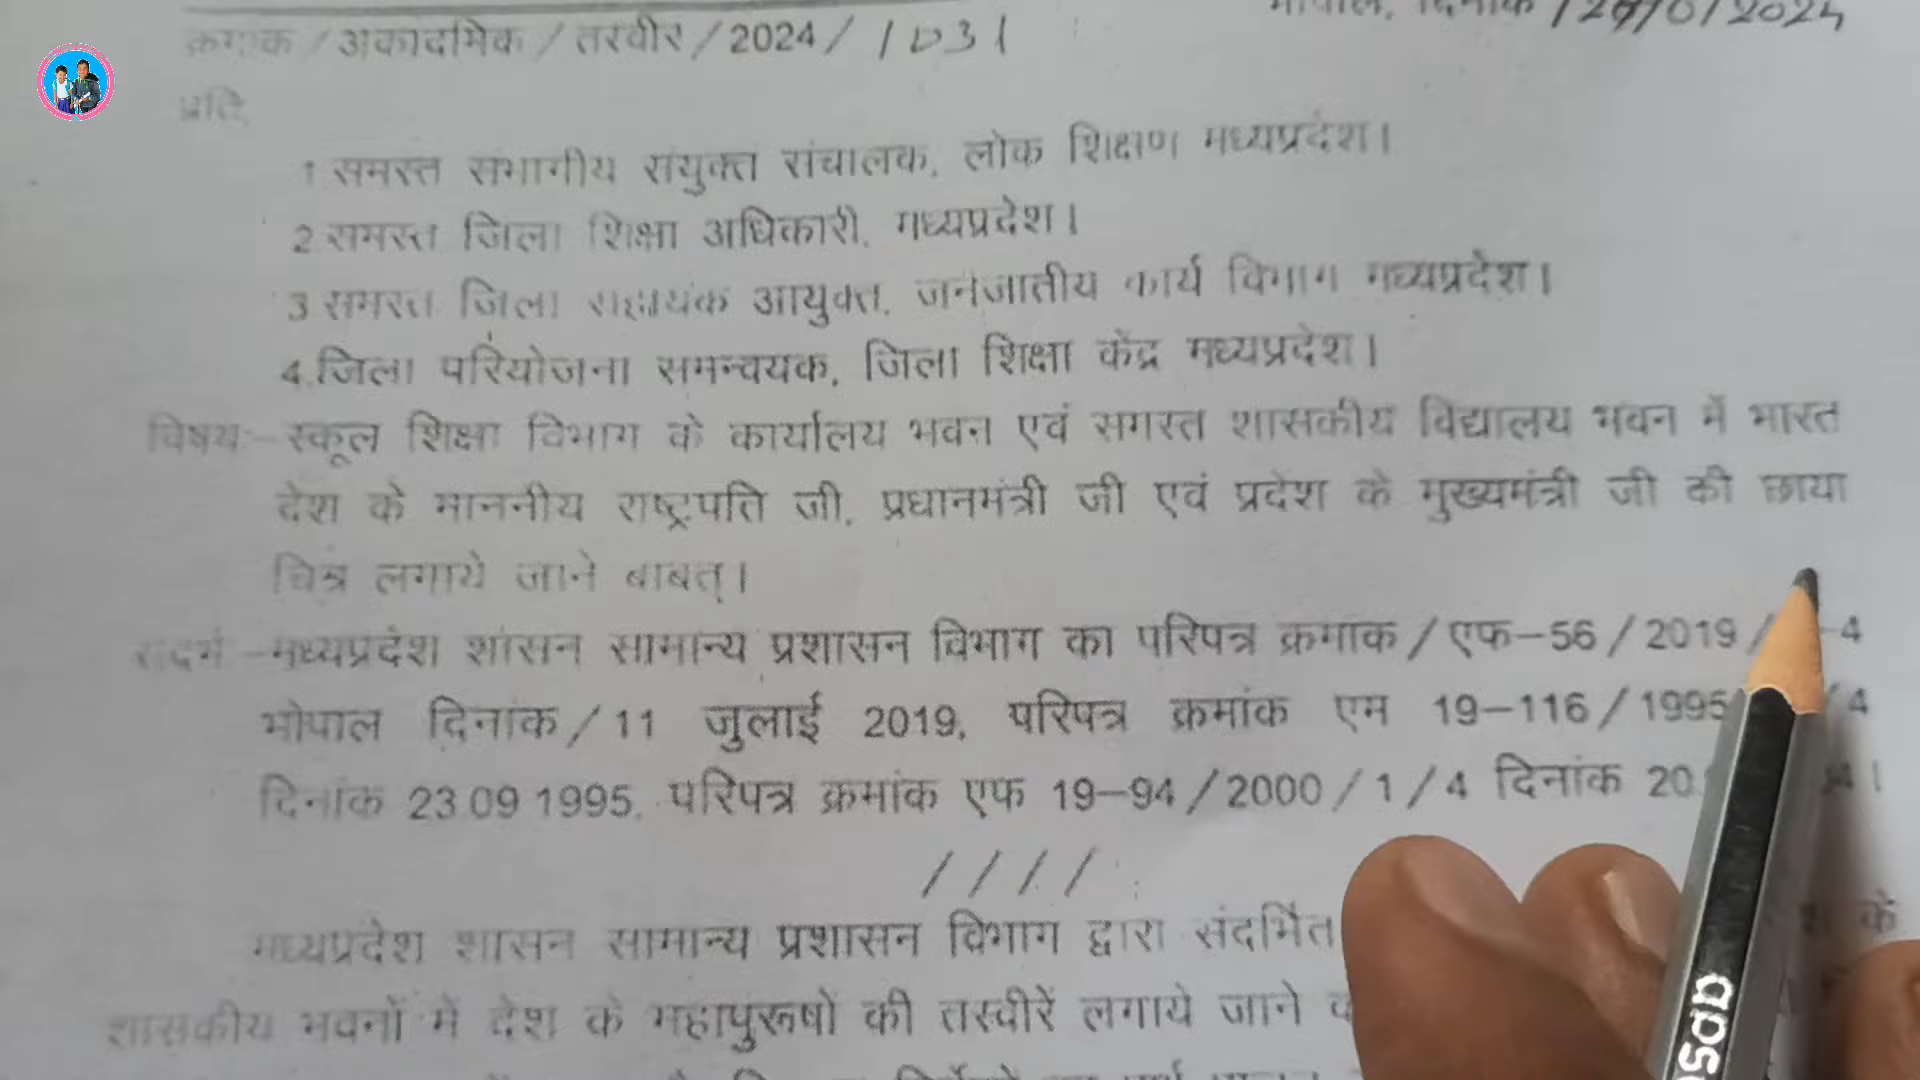 क्रमांक / अकादमिक / तस्वीर / 2024 / 1031
भोपाल, दिनांक
प्रति,
1 समस्त संभागीय संयुक्त संचालक, लोक शिक्षण मध्यप्रदेश।
2 समस्त जिला शिक्षा अधिकारी, मध्यप्रदेश।
3 समस्त जिला सहायक आयुक्त, जनजातीय कार्य विभाग मध्यप्रदेश।
4.जिला परियोजना समन्वयक, जिला शिक्षा केंद्र मध्यप्रदेश।
विषय:–स्कूल शिक्षा विभाग के कार्यालय भवन एवं समस्त शासकीय विद्यालय भवन में भारत
देश के माननीय राष्ट्रपति जी, प्रधानमंत्री जी एवं प्रदेश के मुख्यमंत्री जी की छाया
चित्र लगाये जाने बाबत्।
संदर्भ –मध्यप्रदेश शासन सामान्य प्रशासन विभाग का परिपत्र क्रमांक / एफ–56 / 2019 / –4
भोपाल दिनांक / 11 जुलाई 2019, परिपत्र क्रमांक एम 19–116 / 1995 / 4
दिनांक 23.09.1995, परिपत्र क्रमांक एफ 19–94 / 2000 / 1 / 4 दिनांक 20
/ / / /
मध्यप्रदेश शासन सामान्य प्रशासन विभाग द्वारा संदर्भित के
शासकीय भवनों में देश के महापुरूषों की तस्वीरें लगाये जाने